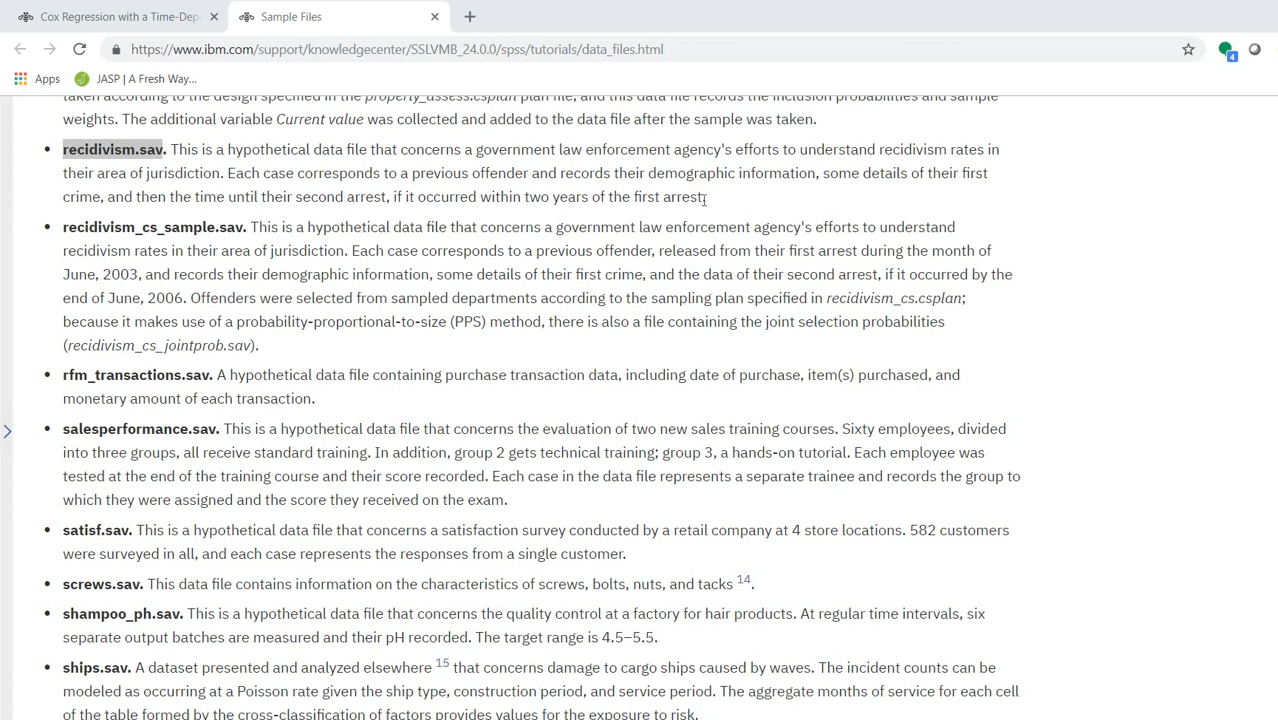 Cox Regression with a Time-Dep
Sample Files
https://www.ibm.com/support/knowledgecenter/SSLVMB_24.0.0/spss/tutorials/data_files.html
4
Apps
JASP | A Fresh Way...
taken according to the design specified in the property_assess.csplan plan file, and this data file records the inclusion probabilities and sample
weights. The additional variable Current value was collected and added to the data file after the sample was taken.
• recidivism.sav. This is a hypothetical data file that concerns a government law enforcement agency's efforts to understand recidivism rates in
their area of jurisdiction. Each case corresponds to a previous offender and records their demographic information, some details of their first
crime, and then the time until their second arrest, if it occurred within two years of the first arrest.
• recidivism_cs_sample.sav. This is a hypothetical data file that concerns a government law enforcement agency's efforts to understand
recidivism rates in their area of jurisdiction. Each case corresponds to a previous offender, released from their first arrest during the month of
June, 2003, and records their demographic information, some details of their first crime, and the data of their second arrest, if it occurred by the
end of June, 2006. Offenders were selected from sampled departments according to the sampling plan specified in recidivism_cs.csplan;
because it makes use of a probability-proportional-to-size (PPS) method, there is also a file containing the joint selection probabilities
(recidivism_cs_jointprob.sav).
• rfm_transactions.sav. A hypothetical data file containing purchase transaction data, including date of purchase, item(s) purchased, and
monetary amount of each transaction.
• salesperformance.sav. This is a hypothetical data file that concerns the evaluation of two new sales training courses. Sixty employees, divided
into three groups, all receive standard training. In addition, group 2 gets technical training; group 3, a hands-on tutorial. Each employee was
tested at the end of the training course and their score recorded. Each case in the data file represents a separate trainee and records the group to
which they were assigned and the score they received on the exam.
• satisf.sav. This is a hypothetical data file that concerns a satisfaction survey conducted by a retail company at 4 store locations. 582 customers
were surveyed in all, and each case represents the responses from a single customer.
• screws.sav. This data file contains information on the characteristics of screws, bolts, nuts, and tacks 14.
• shampoo_ph.sav. This is a hypothetical data file that concerns the quality control at a factory for hair products. At regular time intervals, six
separate output batches are measured and their pH recorded. The target range is 4.5–5.5.
• ships.sav. A dataset presented and analyzed elsewhere 15 that concerns damage to cargo ships caused by waves. The incident counts can be
modeled as occurring at a Poisson rate given the ship type, construction period, and service period. The aggregate months of service for each cell
of the table formed by the cross-classification of factors provides values for the exposure to risk.